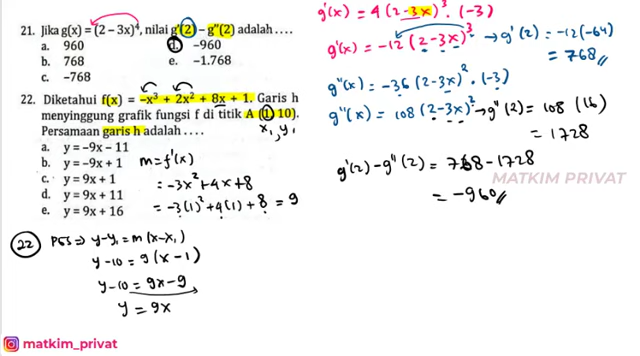 21. Jika g(x) = (2 – 3x)⁴, nilai g'(2) – g"(2) adalah . . . .
a. 960
b. 768
c. -768
d. -960
e. -1.768
22. Diketahui f(x) = –x³ + 2x² + 8x + 1. Garis h
menyinggung grafik fungsi f di titik A (1, 10).
Persamaan garis h adalah . . . .
x₁, y₁
a. y = -9x - 11
b. y = -9x + 1
c. y = 9x + 1
d. y = 9x + 11
e. y = 9x + 16
m = f'(x)
= -3x² + 4x + 8
= -3(1)² + 4(1) + 8 = 9
22 PGS ⇒ y - y₁ = m(x - x₁)
y - 10 = 9(x - 1)
y - 10 = 9x - 9
y = 9x
g'(x) = 4(2 - 3x)³ · (-3)
g'(x) = -12(2 - 3x)³ → g'(2) = -12(-64)
= 768
g"(x) = -36(2 - 3x)² · (-3)
g"(x) = 108(2 - 3x)² → g"(2) = 108(16)
= 1728
g'(2) - g"(2) = 768 - 1728
= -960
MATKIM PRIVAT
matkim_privat